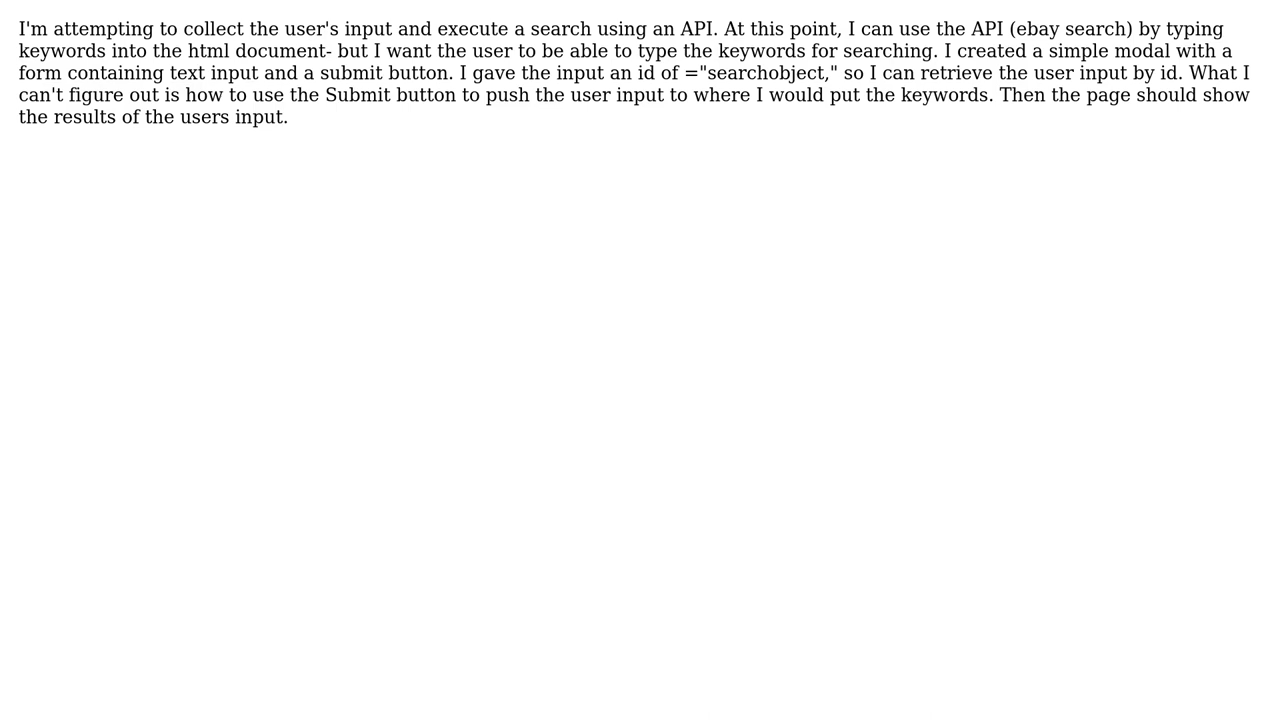 I'm attempting to collect the user's input and execute a search using an API. At this point, I can use the API (ebay search) by typing
keywords into the html document- but I want the user to be able to type the keywords for searching. I created a simple modal with a
form containing text input and a submit button. I gave the input an id of ="searchobject," so I can retrieve the user input by id. What I
can't figure out is how to use the Submit button to push the user input to where I would put the keywords. Then the page should show
the results of the users input.